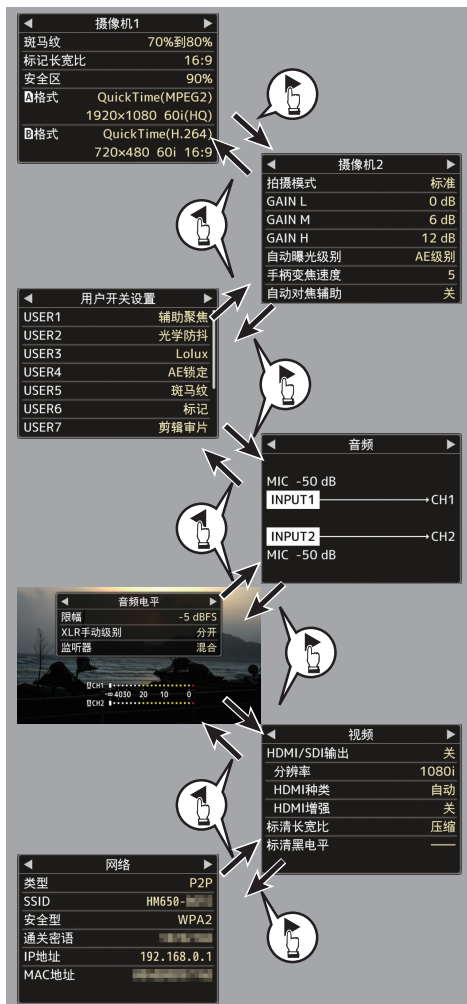 ◀ 摄像机1 ▶
斑马纹 70%到80%
标记长宽比 16:9
安全区 90%
A格式 QuickTime(MPEG2)
1920×1080 60i(HQ)
B格式 QuickTime(H.264)
720×480 60i 16:9
◀ 摄像机2 ▶
拍摄模式 标准
GAIN L 0 dB
GAIN M 6 dB
GAIN H 12 dB
自动曝光级别 AE级别
手柄变焦速度 5
自动对焦辅助 关
◀ 用户开关设置 ▶
USER1 辅助聚焦
USER2 光学防抖
USER3 Lolux
USER4 AE锁定
USER5 斑马纹
USER6 标记
USER7 剪辑审片
◀ 音频 ▶
MIC -50 dB
INPUT1 → CH1
INPUT2 → CH2
MIC -50 dB
◀ 音频电平 ▶
限幅 -5 dBFS
XLR手动级别 分开
监听器 混合
CH1
-∞ 4030 20 10 0
CH2
◀ 视频 ▶
HDMI/SDI输出 关
分辨率 1080i
HDMI种类 自动
HDMI增强 关
标清长宽比 压缩
标清黑电平 ——
◀ 网络 ▶
类型 P2P
SSID HM650-
安全型 WPA2
通关密语
IP地址 192.168.0.1
MAC地址